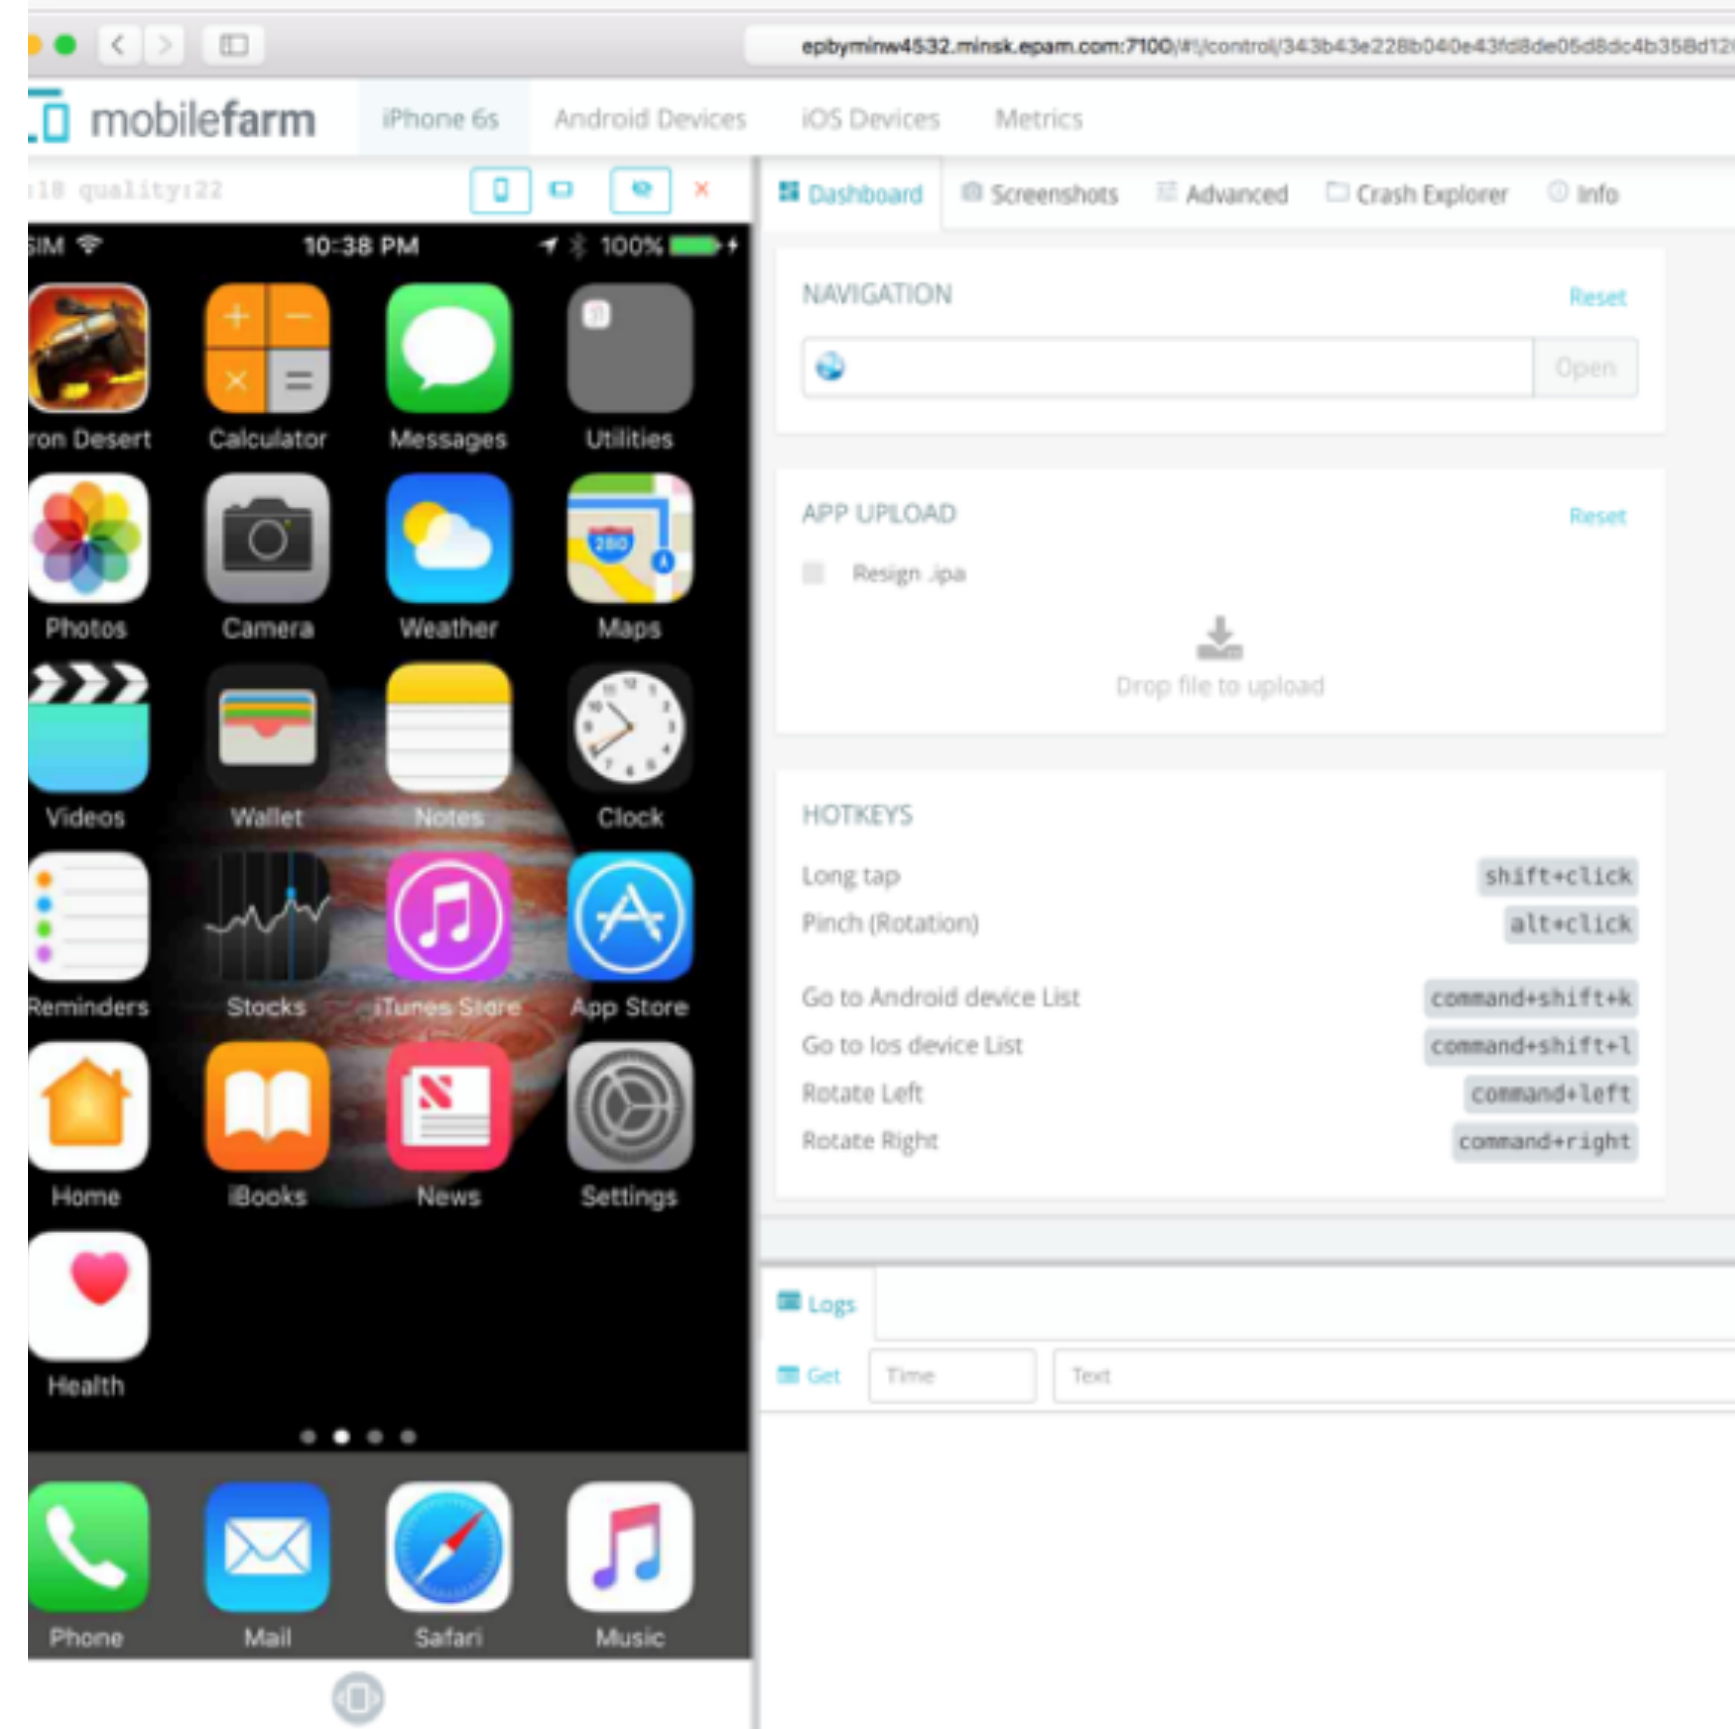 epbyminw4532.minsk.epam.com:7100/#!/control/
mobilefarm
iPhone 6s
Android Devices
iOS Devices
Metrics
:18 quality:22
Dashboard
Screenshots
Advanced
Crash Explorer
Info
SIM
10:38 PM
100%
ron Desert
Calculator
Messages
Utilities
280
Photos
Camera
Weather
Maps
Videos
Wallet
Notes
Clock
Reminders
Stocks
iTunes Store
App Store
Home
iBooks
News
Settings
Health
Phone
Mail
Safari
Music
NAVIGATION
Reset
Open
APP UPLOAD
Reset
Resign .ipa
Drop file to upload
HOTKEYS
Long tap shift+click
Pinch (Rotation) alt+click
Go to Android device List command+shift+k
Go to Ios device List command+shift+l
Rotate Left command+left
Rotate Right command+right
Logs
Get
Time
Text